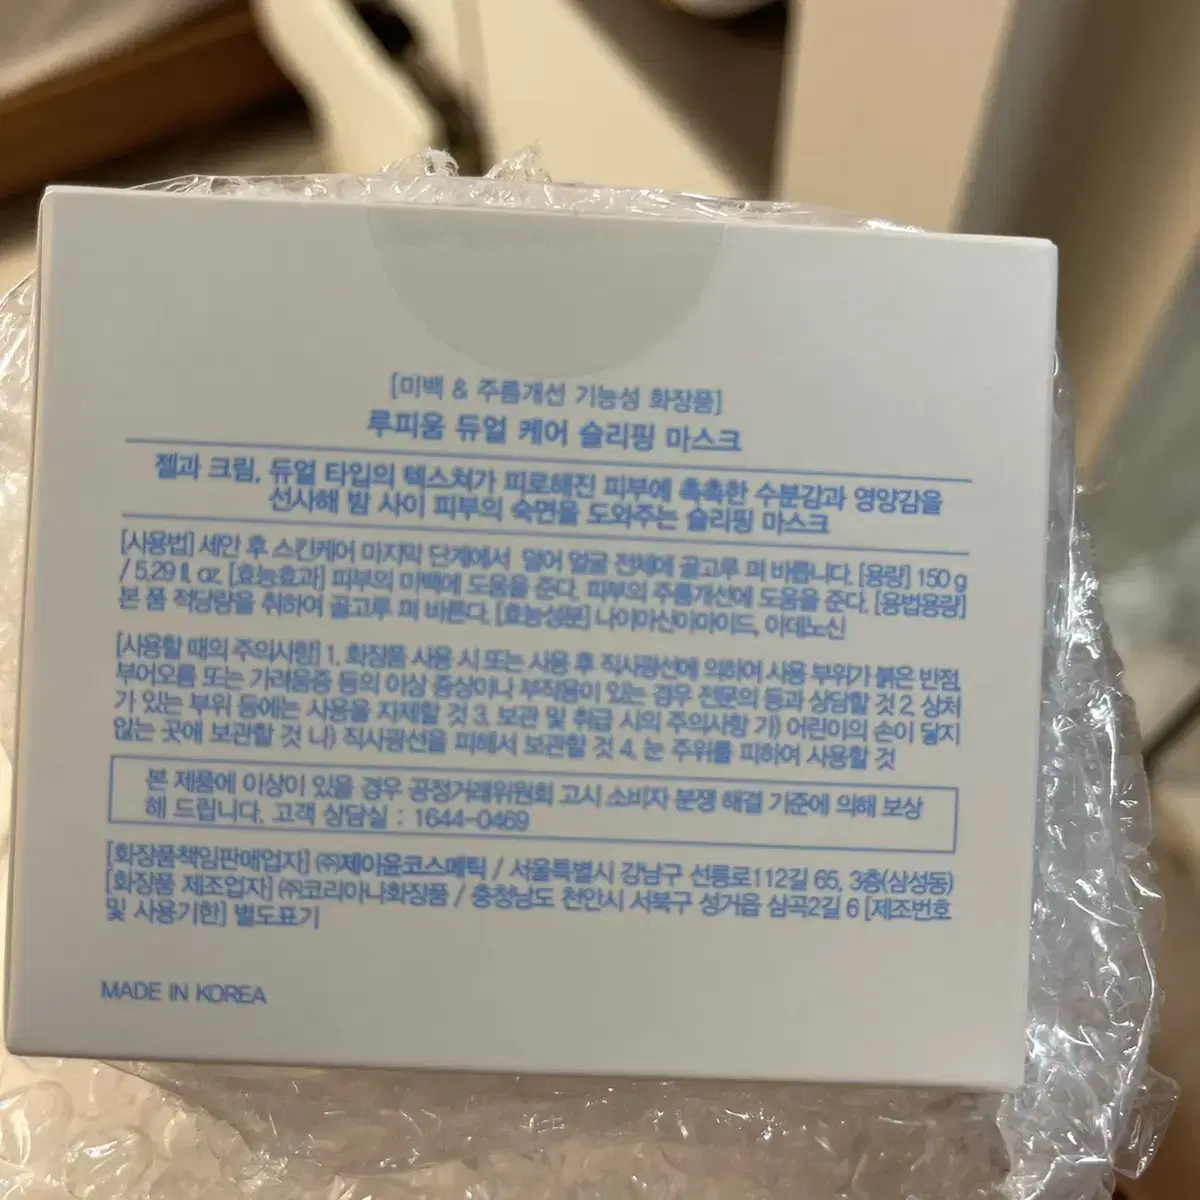 [미백 & 주름개선 기능성 화장품]
루피움 듀얼 케어 슬리핑 마스크
젤과 크림, 듀얼 타입의 텍스쳐가 피로해진 피부에 촉촉한 수분감과 영양감을
선사해 밤 사이 피부의 숙면을 도와주는 슬리핑 마스크
[사용법] 세안 후 스킨케어 마지막 단계에서 덜어 얼굴 전체에 골고루 펴 바릅니다. [용량] 150 g
/ 5.29 fl. oz. [효능효과] 피부의 미백에 도움을 준다. 피부의 주름개선에 도움을 준다. [용법용량]
본 품 적당량을 취하여 골고루 펴 바른다. [효능성분] 나이아신아마이드, 아데노신
[사용할 때의 주의사항] 1. 화장품 사용 시 또는 사용 후 직사광선에 의하여 사용 부위가 붉은 반점,
부어오름 또는 가려움증 등의 이상 증상이나 부작용이 있는 경우 전문의 등과 상담할 것 2. 상처
가 있는 부위 등에는 사용을 자제할 것 3. 보관 및 취급 시의 주의사항 가) 어린이의 손이 닿지
않는 곳에 보관할 것 나) 직사광선을 피해서 보관할 것 4. 눈 주위를 피하여 사용할 것
본 제품에 이상이 있을 경우 공정거래위원회 고시 소비자 분쟁 해결 기준에 의해 보상
해 드립니다. 고객 상담실 : 1644-0469
[화장품책임판매업자] ㈜제이윤코스메틱 / 서울특별시 강남구 선릉로112길 65, 3층(삼성동)
[화장품 제조업자] ㈜코리아나화장품 / 충청남도 천안시 서북구 성거읍 삼곡2길 6 [제조번호
및 사용기한] 별도표기
MADE IN KOREA